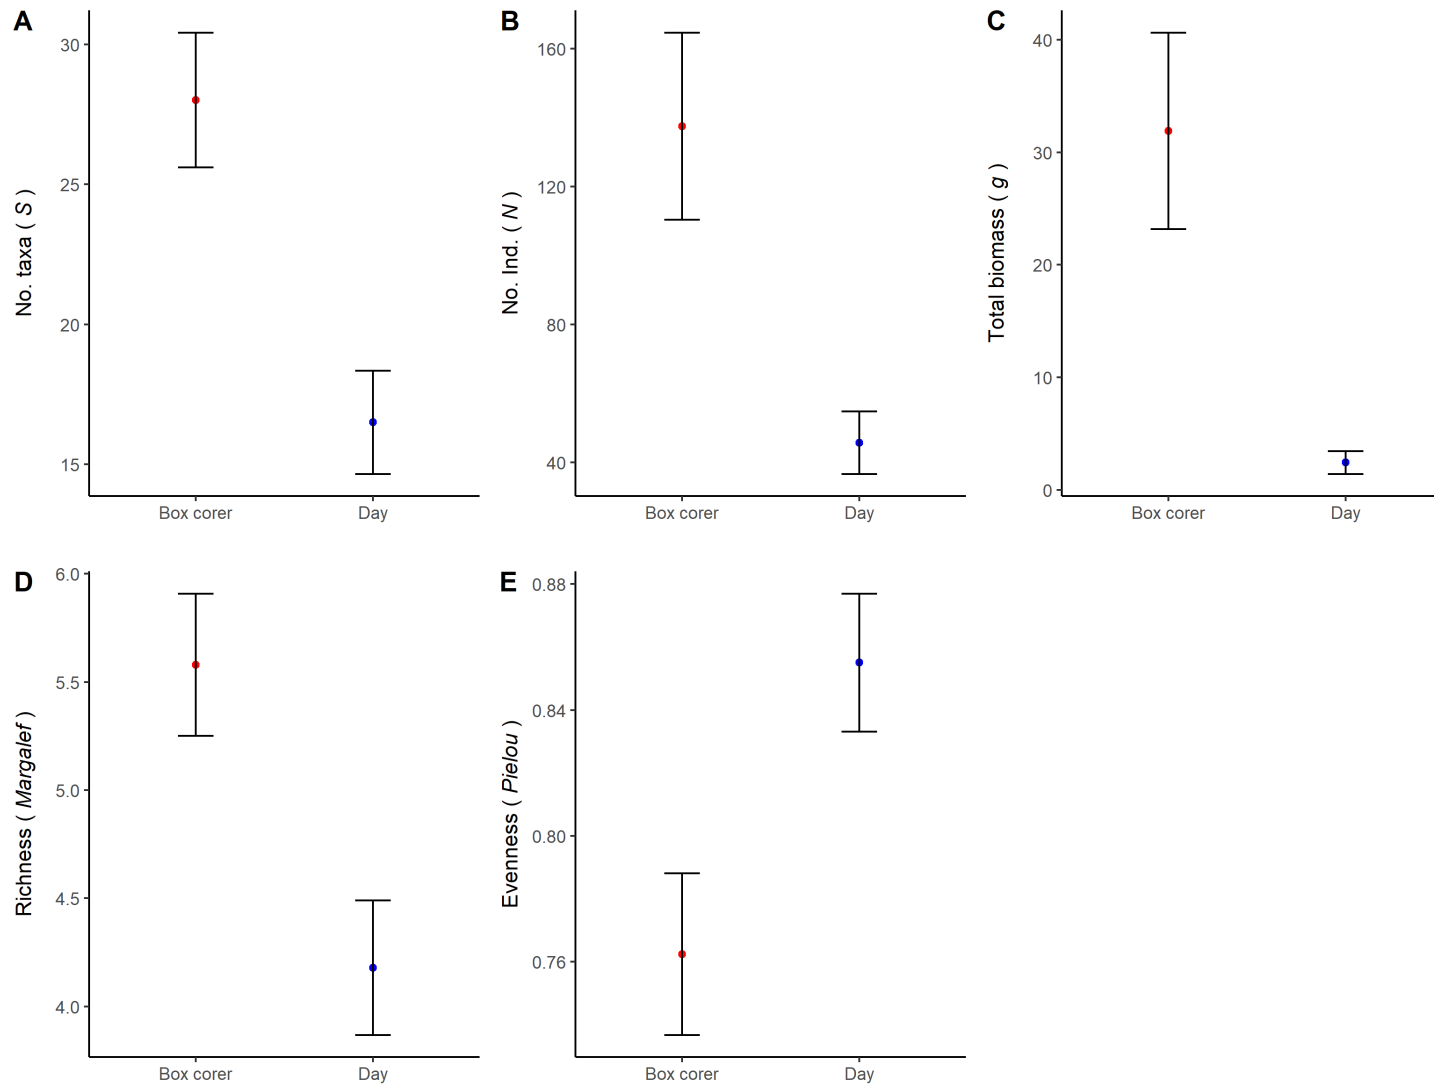 A
No. taxa ( S )
30
25
20
15
Box corer
Day
B
No. Ind. ( N )
160
120
80
40
Box corer
Day
C
Total biomass ( g )
40
30
20
10
0
Box corer
Day
D
Richness ( Margalef )
6.0
5.5
5.0
4.5
4.0
Box corer
Day
E
Evenness ( Pielou )
0.88
0.84
0.80
0.76
Box corer
Day